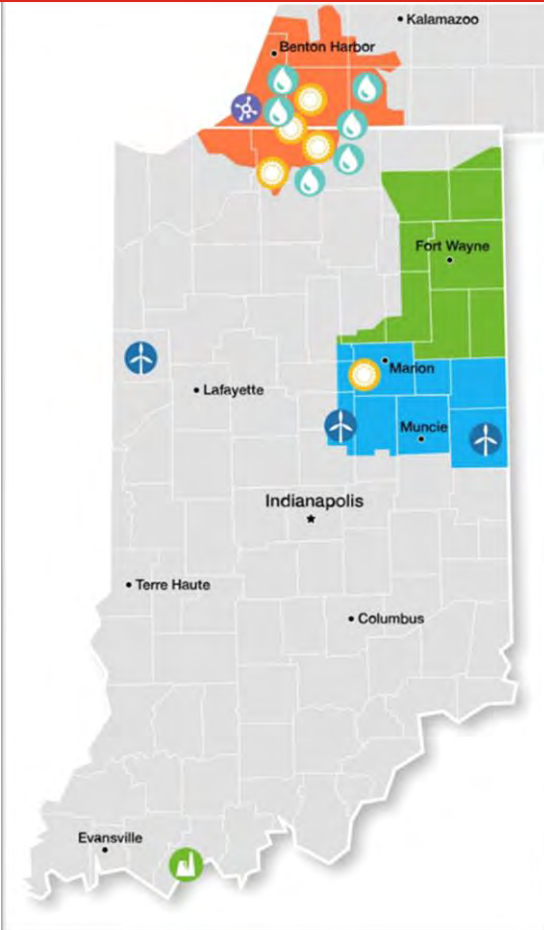 Kalamazoo
Benton Harbor
Fort Wayne
Marion
Lafayette
Muncie
Indianapolis
Terre Haute
Columbus
Evansville